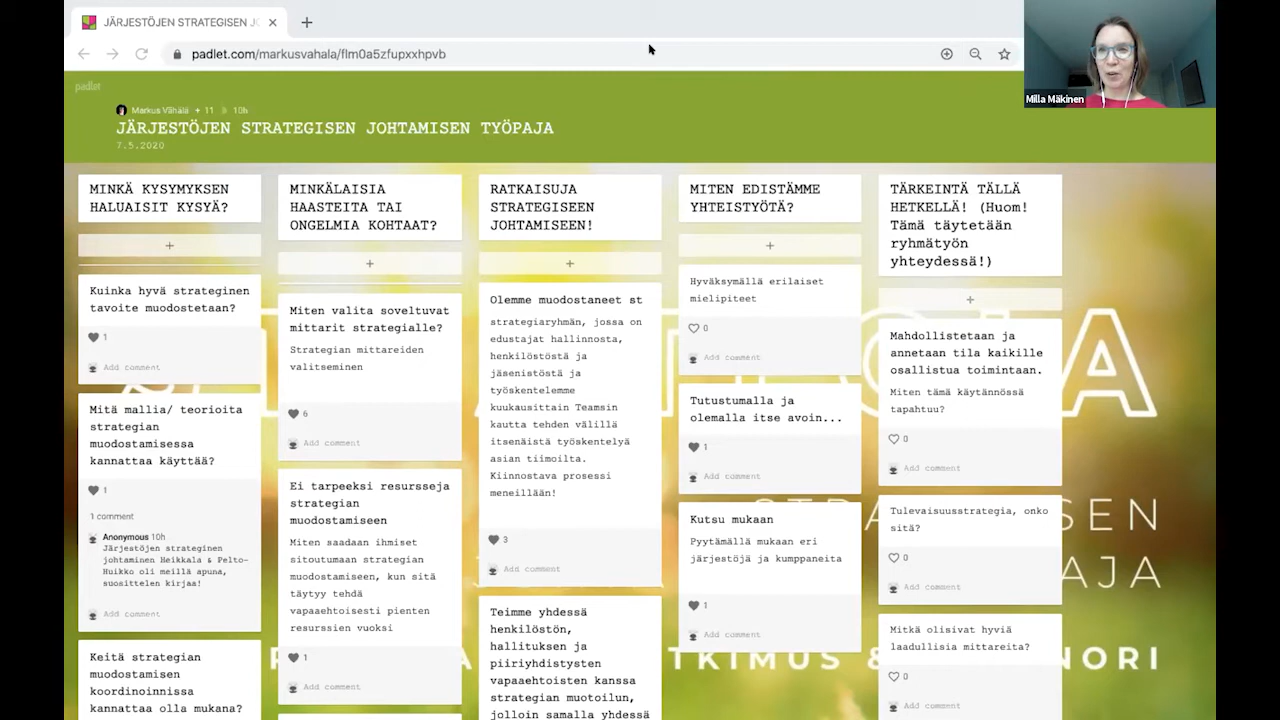 JÄRJESTÖJEN STRATEGISEN JO
padlet.com/markusvahala/flm0a5zfupxxhpvb
Milla Mäkinen
padlet
Markus Vähälä + 11 10h
JÄRJESTÖJEN STRATEGISEN JOHTAMISEN TYÖPAJA
7.5.2020
MINKÄ KYSYMYKSEN
HALUAISIT KYSYÄ?
+
Kuinka hyvä strateginen
tavoite muodostetaan?
1
Add comment
Mitä mallia/ teorioita
strategian
muodostamisessa
kannattaa käyttää?
1
1 comment
Anonymous 10h
Järjestöjen strateginen
johtaminen Heikkala & Pelto-
Huikko oli meillä apuna,
suosittelen kirjaa!
Add comment
Keitä strategian
muodostamisen
koordinoinnissa
kannattaa olla mukana?
MINKÄLAISIA
HAASTEITA TAI
ONGELMIA KOHTAAT?
+
Miten valita soveltuvat
mittarit strategialle?
Strategian mittareiden
valitseminen
6
Add comment
Ei tarpeeksi resursseja
strategian
muodostamiseen
Miten saadaan ihmiset
sitoutumaan strategian
muodostamiseen, kun sitä
täytyy tehdä
vapaaehtoisesti pienten
resurssien vuoksi
1
Add comment
RATKAISUJA
STRATEGISEEN
JOHTAMISEEN!
+
Olemme muodostaneet st
strategiaryhmän, jossa on
edustajat hallinnosta,
henkilöstöstä ja
jäsenistöstä ja
työskentelemme
kuukausittain Teamsin
kautta tehden välillä
itsenäistä työskentelyä
asian tiimoilta.
Kiinnostava prosessi
meneillään!
3
Add comment
Teimme yhdessä
henkilöstön,
hallituksen ja
piiriyhdistysten
vapaaehtoisten kanssa
strategian muotoilun,
jolloin samalla yhdessä
MITEN EDISTÄMME
YHTEISTYÖTÄ?
+
Hyväksymällä erilaiset
mielipiteet
0
Add comment
Tutustumalla ja
olemalla itse avoin...
1
Add comment
Kutsu mukaan
Pyytämällä mukaan eri
järjestöjä ja kumppaneita
1
Add comment
TÄRKEINTÄ TÄLLÄ
HETKELLÄ! (Huom!
Tämä täytetään
ryhmätyön
yhteydessä!)
+
Mahdollistetaan ja
annetaan tila kaikille
osallistua toimintaan.
Miten tämä käytännössä
tapahtuu?
0
Add comment
Tulevaisuusstrategia, onko
sitä?
0
Add comment
Mitkä olisivat hyviä
laadullisia mittareita?
0
Add comment